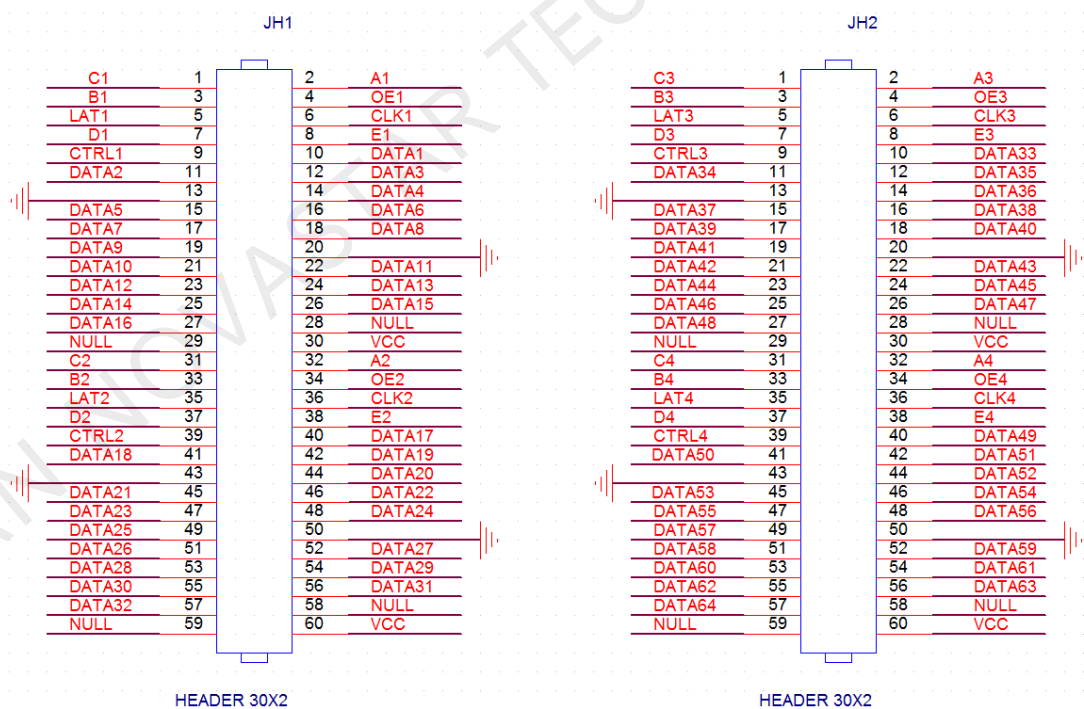 JH1
C1 1 2 A1
B1 3 4 OE1
LAT1 5 6 CLK1
D1 7 8 E1
CTRL1 9 10 DATA1
DATA2 11 12 DATA3
13 14 DATA4
DATA5 15 16 DATA6
DATA7 17 18 DATA8
DATA9 19 20
DATA10 21 22 DATA11
DATA12 23 24 DATA13
DATA14 25 26 DATA15
DATA16 27 28 NULL
NULL 29 30 VCC
C2 31 32 A2
B2 33 34 OE2
LAT2 35 36 CLK2
D2 37 38 E2
CTRL2 39 40 DATA17
DATA18 41 42 DATA19
43 44 DATA20
DATA21 45 46 DATA22
DATA23 47 48 DATA24
DATA25 49 50
DATA26 51 52 DATA27
DATA28 53 54 DATA29
DATA30 55 56 DATA31
DATA32 57 58 NULL
NULL 59 60 VCC
HEADER 30X2
JH2
C3 1 2 A3
B3 3 4 OE3
LAT3 5 6 CLK3
D3 7 8 E3
CTRL3 9 10 DATA33
DATA34 11 12 DATA35
13 14 DATA36
DATA37 15 16 DATA38
DATA39 17 18 DATA40
DATA41 19 20
DATA42 21 22 DATA43
DATA44 23 24 DATA45
DATA46 25 26 DATA47
DATA48 27 28 NULL
NULL 29 30 VCC
C4 31 32 A4
B4 33 34 OE4
LAT4 35 36 CLK4
D4 37 38 E4
CTRL4 39 40 DATA49
DATA50 41 42 DATA51
43 44 DATA52
DATA53 45 46 DATA54
DATA55 47 48 DATA56
DATA57 49 50
DATA58 51 52 DATA59
DATA60 53 54 DATA61
DATA62 55 56 DATA63
DATA64 57 58 NULL
NULL 59 60 VCC
HEADER 30X2
NOVASTAR